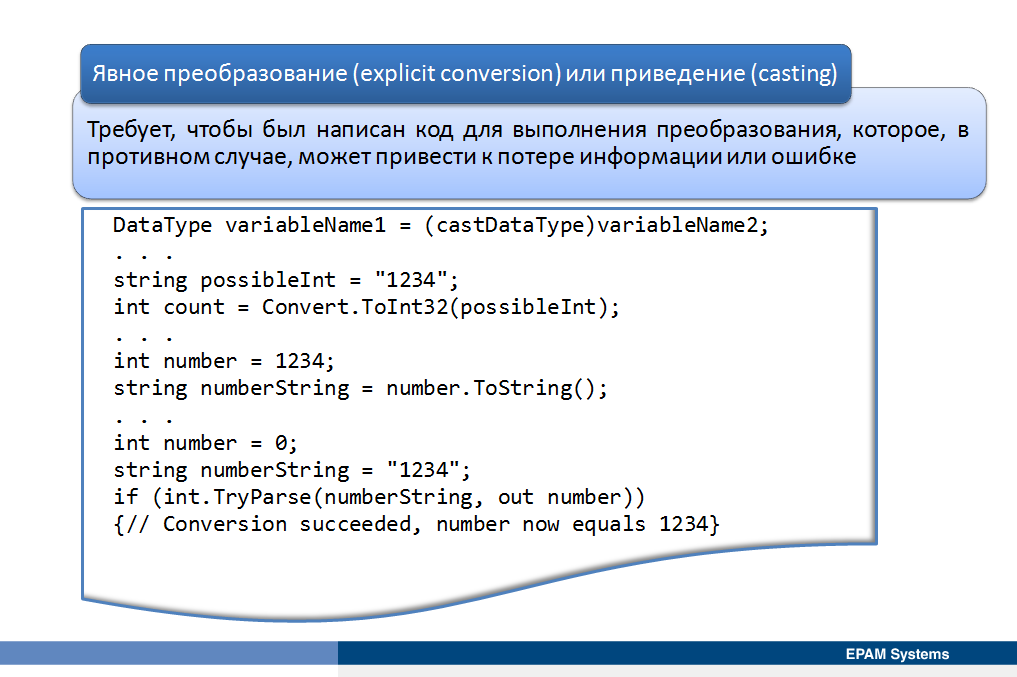 Явное преобразование (explicit conversion) или приведение (casting)
Требует, чтобы был написан код для выполнения преобразования, которое, в
противном случае, может привести к потере информации или ошибке
DataType variableName1 = (castDataType)variableName2;
. . .
string possibleInt = "1234";
int count = Convert.ToInt32(possibleInt);
. . .
int number = 1234;
string numberString = number.ToString();
. . .
int number = 0;
string numberString = "1234";
if (int.TryParse(numberString, out number))
{// Conversion succeeded, number now equals 1234}
EPAM Systems